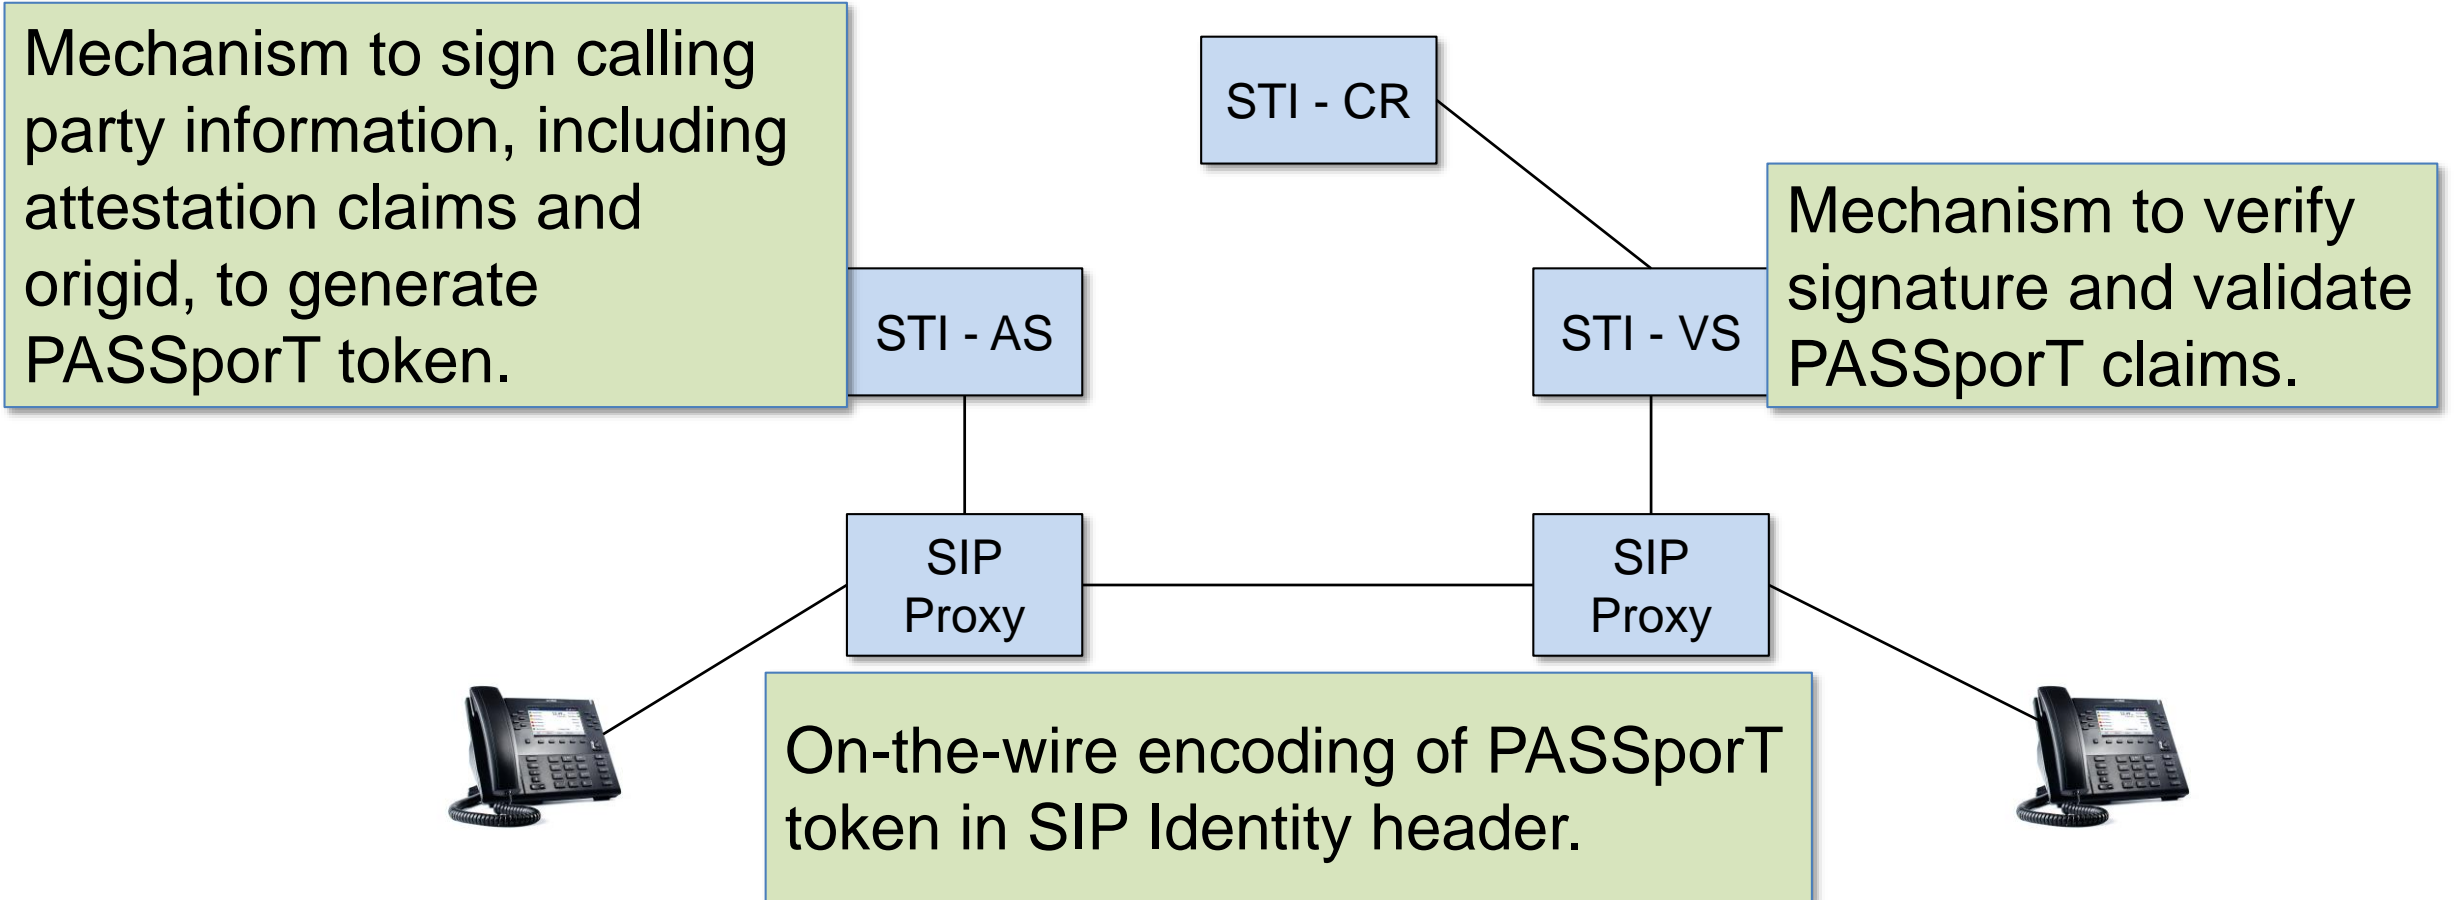 Mechanism to sign calling
party information, including
attestation claims and
origid, to generate
PASSporT token.
STI - CR
STI - AS
STI - VS
Mechanism to verify
signature and validate
PASSporT claims.
SIP
Proxy
SIP
Proxy
On-the-wire encoding of PASSporT
token in SIP Identity header.